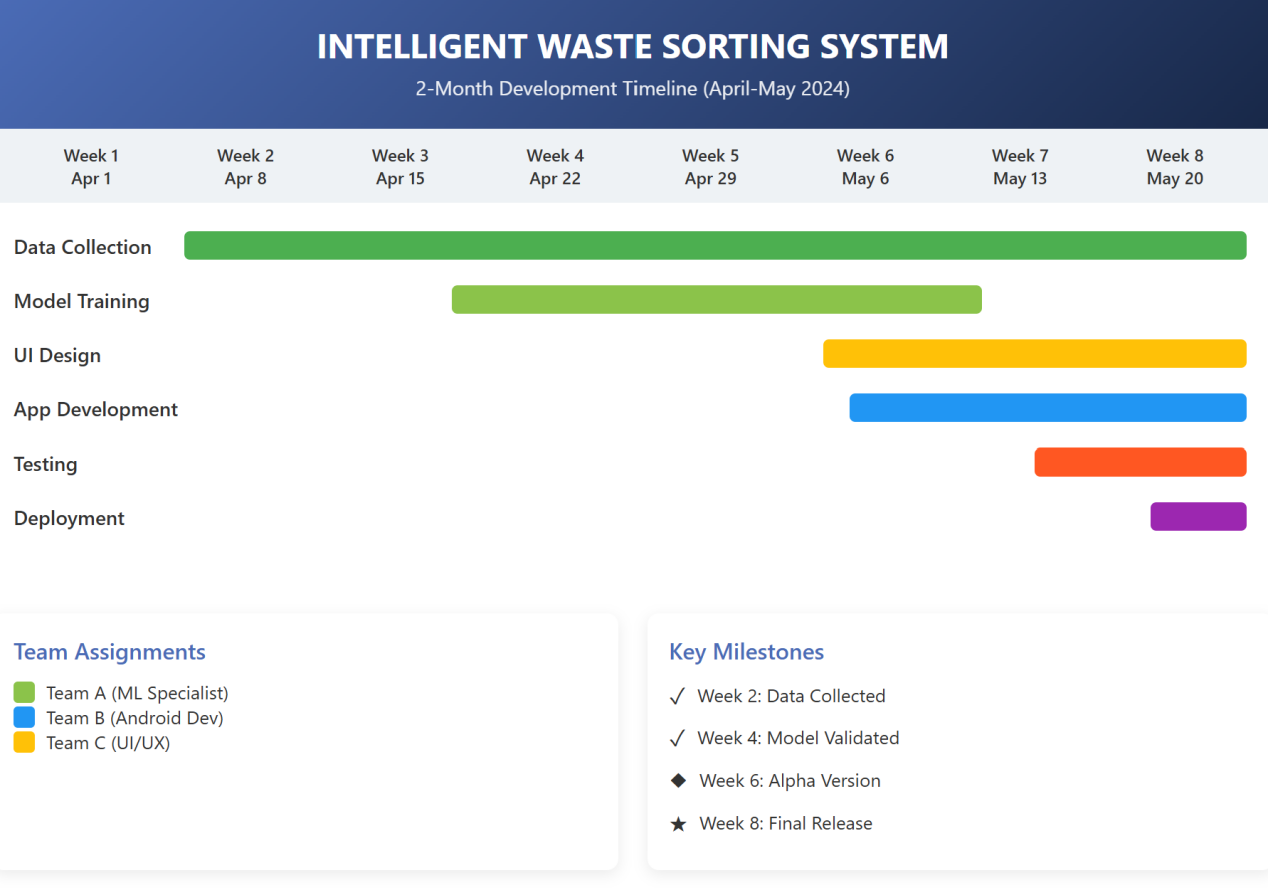 INTELLIGENT WASTE SORTING SYSTEM
2-Month Development Timeline (April-May 2024)
Week 1 Week 2 Week 3 Week 4 Week 5 Week 6 Week 7 Week 8
Apr 1 Apr 8 Apr 15 Apr 22 Apr 29 May 6 May 13 May 20
Data Collection
Model Training
UI Design
App Development
Testing
Deployment
Team Assignments
Team A (ML Specialist)
Team B (Android Dev)
Team C (UI/UX)
Key Milestones
✓ Week 2: Data Collected
✓ Week 4: Model Validated
◆ Week 6: Alpha Version
★ Week 8: Final Release